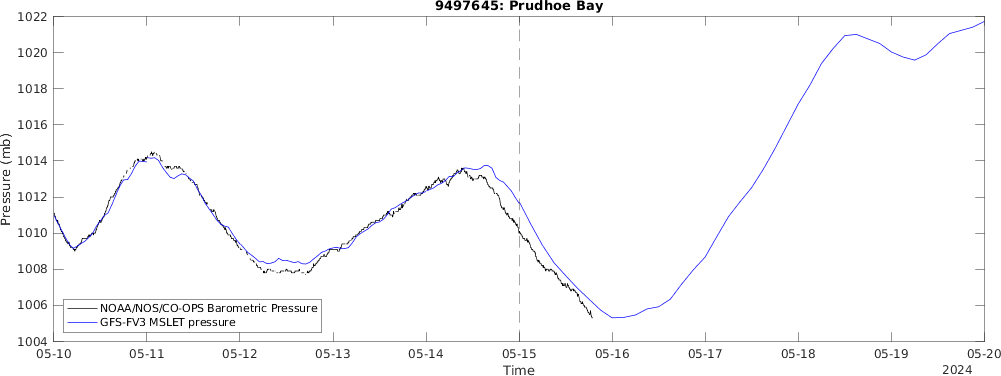 9497645: Prudhoe Bay
1022
1020
1018
1016
1014
1012
1010
1008
1006
1004
Pressure (mb)
NOAA/NOS/CO-OPS Barometric Pressure
GFS-FV3 MSLET pressure
05-10 05-11 05-12 05-13 05-14 05-15 05-16 05-17 05-18 05-19 05-20
Time
2024